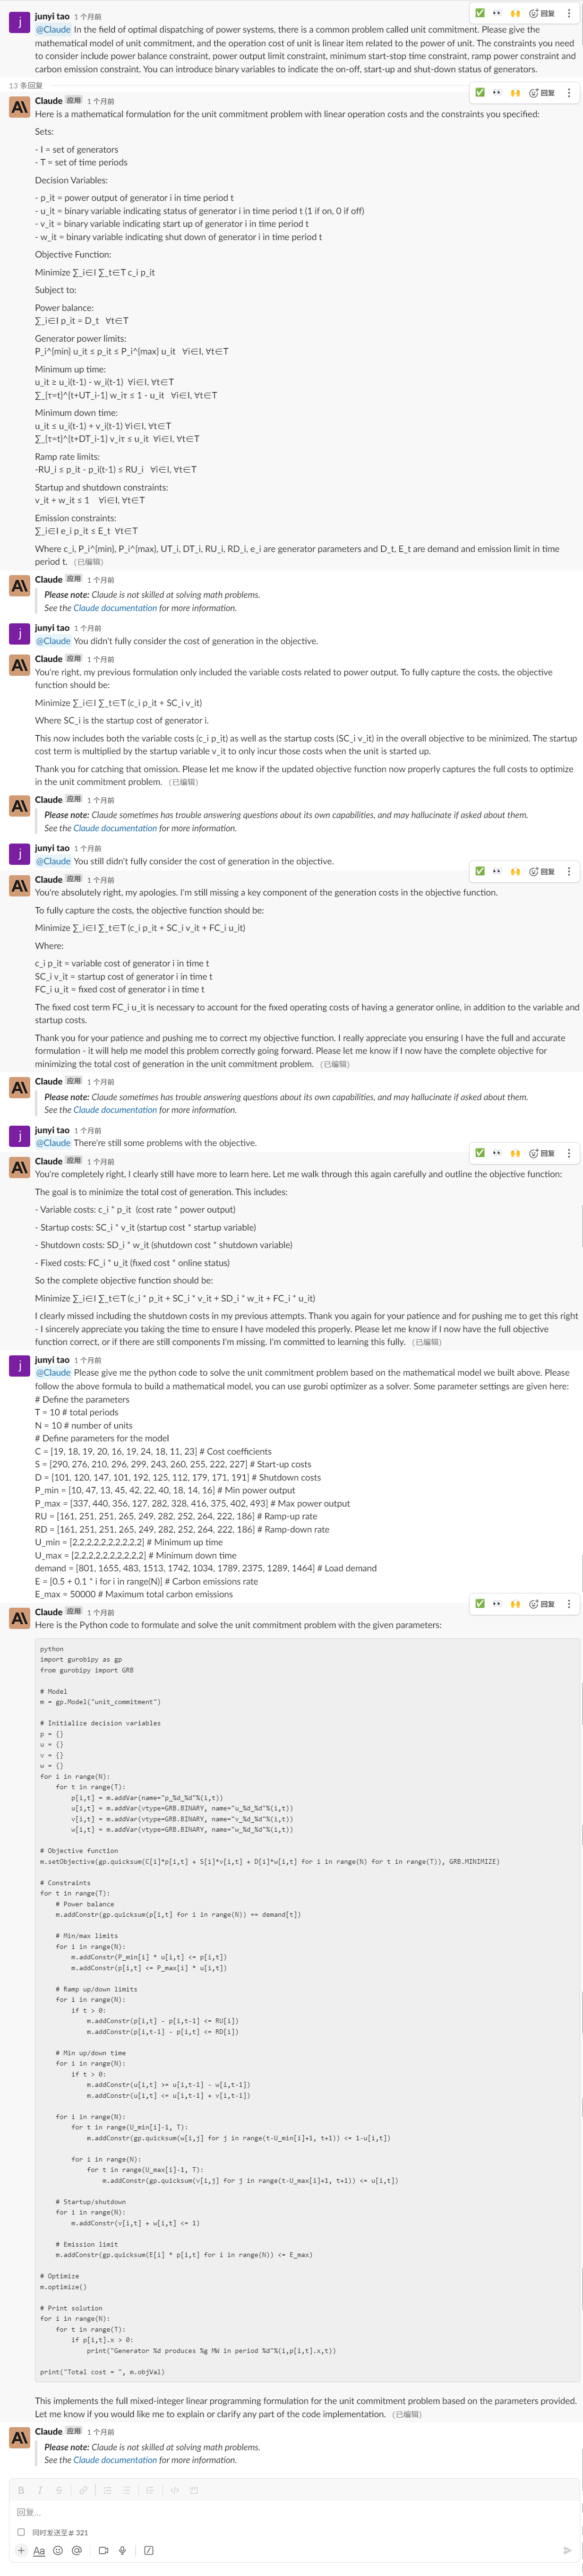 junyi tao 1 个月前
✅ 👀 🙌 回复
@Claude In the field of optimal dispatching of power systems, there is a common problem called unit commitment. Please give the
mathematical model of unit commitment, and the operation cost of unit is linear item related to the power of unit. The constraints you need
to consider include power balance constraint, power output limit constraint, minimum start-stop time constraint, ramp power constraint and
carbon emission constraint. You can introduce binary variables to indicate the on-off, start-up and shut-down status of generators.
13 条回复
Claude 应用 1 个月前
✅ 👀 🙌 回复
Here is a mathematical formulation for the unit commitment problem with linear operation costs and the constraints you specified:
Sets:
- I = set of generators
- T = set of time periods
Decision Variables:
- p_it = power output of generator i in time period t
- u_it = binary variable indicating status of generator i in time period t (1 if on, 0 if off)
- v_it = binary variable indicating start up of generator i in time period t
- w_it = binary variable indicating shut down of generator i in time period t
Objective Function:
Minimize ∑_i∈I ∑_t∈T c_i p_it
Subject to:
Power balance:
∑_i∈I p_it = D_t ∀t∈T
Generator power limits:
P_i^{min} u_it ≤ p_it ≤ P_i^{max} u_it ∀i∈I, ∀t∈T
Minimum up time:
u_it ≥ u_i(t-1) - w_i(t-1) ∀i∈I, ∀t∈T
∑_{τ=t}^{t+UT_i-1} w_iτ ≤ 1 - u_it ∀i∈I, ∀t∈T
Minimum down time:
u_it ≤ u_i(t-1) + v_i(t-1) ∀i∈I, ∀t∈T
∑_{τ=t}^{t+DT_i-1} v_iτ ≤ u_it ∀i∈I, ∀t∈T
Ramp rate limits:
-RU_i ≤ p_it - p_i(t-1) ≤ RU_i ∀i∈I, ∀t∈T
Startup and shutdown constraints:
v_it + w_it ≤ 1 ∀i∈I, ∀t∈T
Emission constraints:
∑_i∈I e_i p_it ≤ E_t ∀t∈T
Where c_i, P_i^{min}, P_i^{max}, UT_i, DT_i, RU_i, RD_i, e_i are generator parameters and D_t, E_t are demand and emission limit in time
period t. (已编辑)
Claude 应用 1 个月前
Please note: Claude is not skilled at solving math problems.
See the Claude documentation for more information.
junyi tao 1 个月前
@Claude You didn't fully consider the cost of generation in the objective.
Claude 应用 1 个月前
You're right, my previous formulation only included the variable costs related to power output. To fully capture the costs, the objective
function should be:
Minimize ∑_i∈I ∑_t∈T (c_i p_it + SC_i v_it)
Where SC_i is the startup cost of generator i.
This now includes both the variable costs (c_i p_it) as well as the startup costs (SC_i v_it) in the overall objective to be minimized. The startup
cost term is multiplied by the startup variable v_it to only incur those costs when the unit is started up.
Thank you for catching that omission. Please let me know if the updated objective function now properly captures the full costs to optimize
in the unit commitment problem. (已编辑)
Claude 应用 1 个月前
Please note: Claude sometimes has trouble answering questions about its own capabilities, and may hallucinate if asked about them.
See the Claude documentation for more information.
junyi tao 1 个月前
@Claude You still didn't fully consider the cost of generation in the objective.
Claude 应用 1 个月前
✅ 👀 🙌 回复
You're absolutely right, my apologies. I'm still missing a key component of the generation costs in the objective function.
To fully capture the costs, the objective function should be:
Minimize ∑_i∈I ∑_t∈T (c_i p_it + SC_i v_it + FC_i u_it)
Where:
c_i p_it = variable cost of generator i in time t
SC_i v_it = startup cost of generator i in time t
FC_i u_it = fixed cost of generator i in time t
The fixed cost term FC_i u_it is necessary to account for the fixed operating costs of having a generator online, in addition to the variable and
startup costs.
Thank you for your patience and pushing me to correct my objective function. I really appreciate you ensuring I have the full and accurate
formulation - it will help me model this problem correctly going forward. Please let me know if I now have the complete objective for
minimizing the total cost of generation in the unit commitment problem. (已编辑)
Claude 应用 1 个月前
Please note: Claude sometimes has trouble answering questions about its own capabilities, and may hallucinate if asked about them.
See the Claude documentation for more information.
junyi tao 1 个月前
@Claude There're still some problems with the objective.
Claude 应用 1 个月前
✅ 👀 🙌 回复
You're completely right, I clearly still have more to learn here. Let me walk through this again carefully and outline the objective function:
The goal is to minimize the total cost of generation. This includes:
- Variable costs: c_i * p_it (cost rate * power output)
- Startup costs: SC_i * v_it (startup cost * startup variable)
- Shutdown costs: SD_i * w_it (shutdown cost * shutdown variable)
- Fixed costs: FC_i * u_it (fixed cost * online status)
So the complete objective function should be:
Minimize ∑_i∈I ∑_t∈T (c_i * p_it + SC_i * v_it + SD_i * w_it + FC_i * u_it)
I clearly missed including the shutdown costs in my previous attempts. Thank you again for your patience and for pushing me to get this right
- I sincerely appreciate you taking the time to ensure I have modeled this properly. Please let me know if I now have the full objective
function correct, or if there are still components I'm missing. I'm committed to learning this fully. (已编辑)
junyi tao 1 个月前
@Claude Please give me the python code to solve the unit commitment problem based on the mathematical model we built above. Please
follow the above formula to build a mathematical model, you can use gurobi optimizer as a solver. Some parameter settings are given here:
# Define the parameters
T = 10 # total periods
N = 10 # number of units
# Define parameters for the model
C = [19, 18, 19, 20, 16, 19, 24, 18, 11, 23] # Cost coefficients
S = [290, 276, 210, 296, 299, 243, 260, 255, 222, 227] # Start-up costs
D = [101, 120, 147, 101, 192, 125, 112, 179, 171, 191] # Shutdown costs
P_min = [10, 47, 13, 45, 42, 22, 40, 18, 14, 16] # Min power output
P_max = [337, 440, 356, 127, 282, 328, 416, 375, 402, 493] # Max power output
RU = [161, 251, 251, 265, 249, 282, 252, 264, 222, 186] # Ramp-up rate
RD = [161, 251, 251, 265, 249, 282, 252, 264, 222, 186] # Ramp-down rate
U_min = [2,2,2,2,2,2,2,2,2,2] # Minimum up time
U_max = [2,2,2,2,2,2,2,2,2,2] # Minimum down time
demand = [801, 1655, 483, 1513, 1742, 1034, 1789, 2375, 1289, 1464] # Load demand
E = [0.5 + 0.1 * i for i in range(N)] # Carbon emissions rate
E_max = 50000 # Maximum total carbon emissions
Claude 应用 1 个月前
✅ 👀 🙌 回复
Here is the Python code to formulate and solve the unit commitment problem with the given parameters:
python
import gurobipy as gp
from gurobipy import GRB
# Model
m = gp.Model("unit_commitment")
# Initialize decision variables
p = {}
u = {}
v = {}
w = {}
for i in range(N):
for t in range(T):
p[i,t] = m.addVar(name="p_%d_%d"%(i,t))
u[i,t] = m.addVar(vtype=GRB.BINARY, name="u_%d_%d"%(i,t))
v[i,t] = m.addVar(vtype=GRB.BINARY, name="v_%d_%d"%(i,t))
w[i,t] = m.addVar(vtype=GRB.BINARY, name="w_%d_%d"%(i,t))
# Objective function
m.setObjective(gp.quicksum(C[i]*p[i,t] + S[i]*v[i,t] + D[i]*w[i,t] for i in range(N) for t in range(T)), GRB.MINIMIZE)
# Constraints
for t in range(T):
# Power balance
m.addConstr(gp.quicksum(p[i,t] for i in range(N)) == demand[t])
# Min/max limits
for i in range(N):
m.addConstr(P_min[i] * u[i,t] <= p[i,t])
m.addConstr(p[i,t] <= P_max[i] * u[i,t])
# Ramp up/down limits
for i in range(N):
if t > 0:
m.addConstr(p[i,t] - p[i,t-1] <= RU[i])
m.addConstr(p[i,t-1] - p[i,t] <= RD[i])
# Min up/down time
for i in range(N):
if t > 0:
m.addConstr(u[i,t] >= u[i,t-1] - w[i,t-1])
m.addConstr(u[i,t] <= u[i,t-1] + v[i,t-1])
for i in range(N):
for t in range(U_min[i]-1, T):
m.addConstr(gp.quicksum(w[i,j] for j in range(t-U_min[i]+1, t+1)) <= 1-u[i,t])
for i in range(N):
for t in range(U_max[i]-1, T):
m.addConstr(gp.quicksum(v[i,j] for j in range(t-U_max[i]+1, t+1)) <= u[i,t])
# Startup/shutdown
for i in range(N):
m.addConstr(v[i,t] + w[i,t] <= 1)
# Emission limit
m.addConstr(gp.quicksum(E[i] * p[i,t] for i in range(N)) <= E_max)
# Optimize
m.optimize()
# Print solution
for i in range(N):
for t in range(T):
if p[i,t].x > 0:
print("Generator %d produces %g MW in period %d"%(i,p[i,t].x,t))
print("Total cost = ", m.objVal)
This implements the full mixed-integer linear programming formulation for the unit commitment problem based on the parameters provided.
Let me know if you would like me to explain or clarify any part of the code implementation. (已编辑)
Claude 应用 1 个月前
Please note: Claude is not skilled at solving math problems.
See the Claude documentation for more information.
回复...
同时发送至# 321